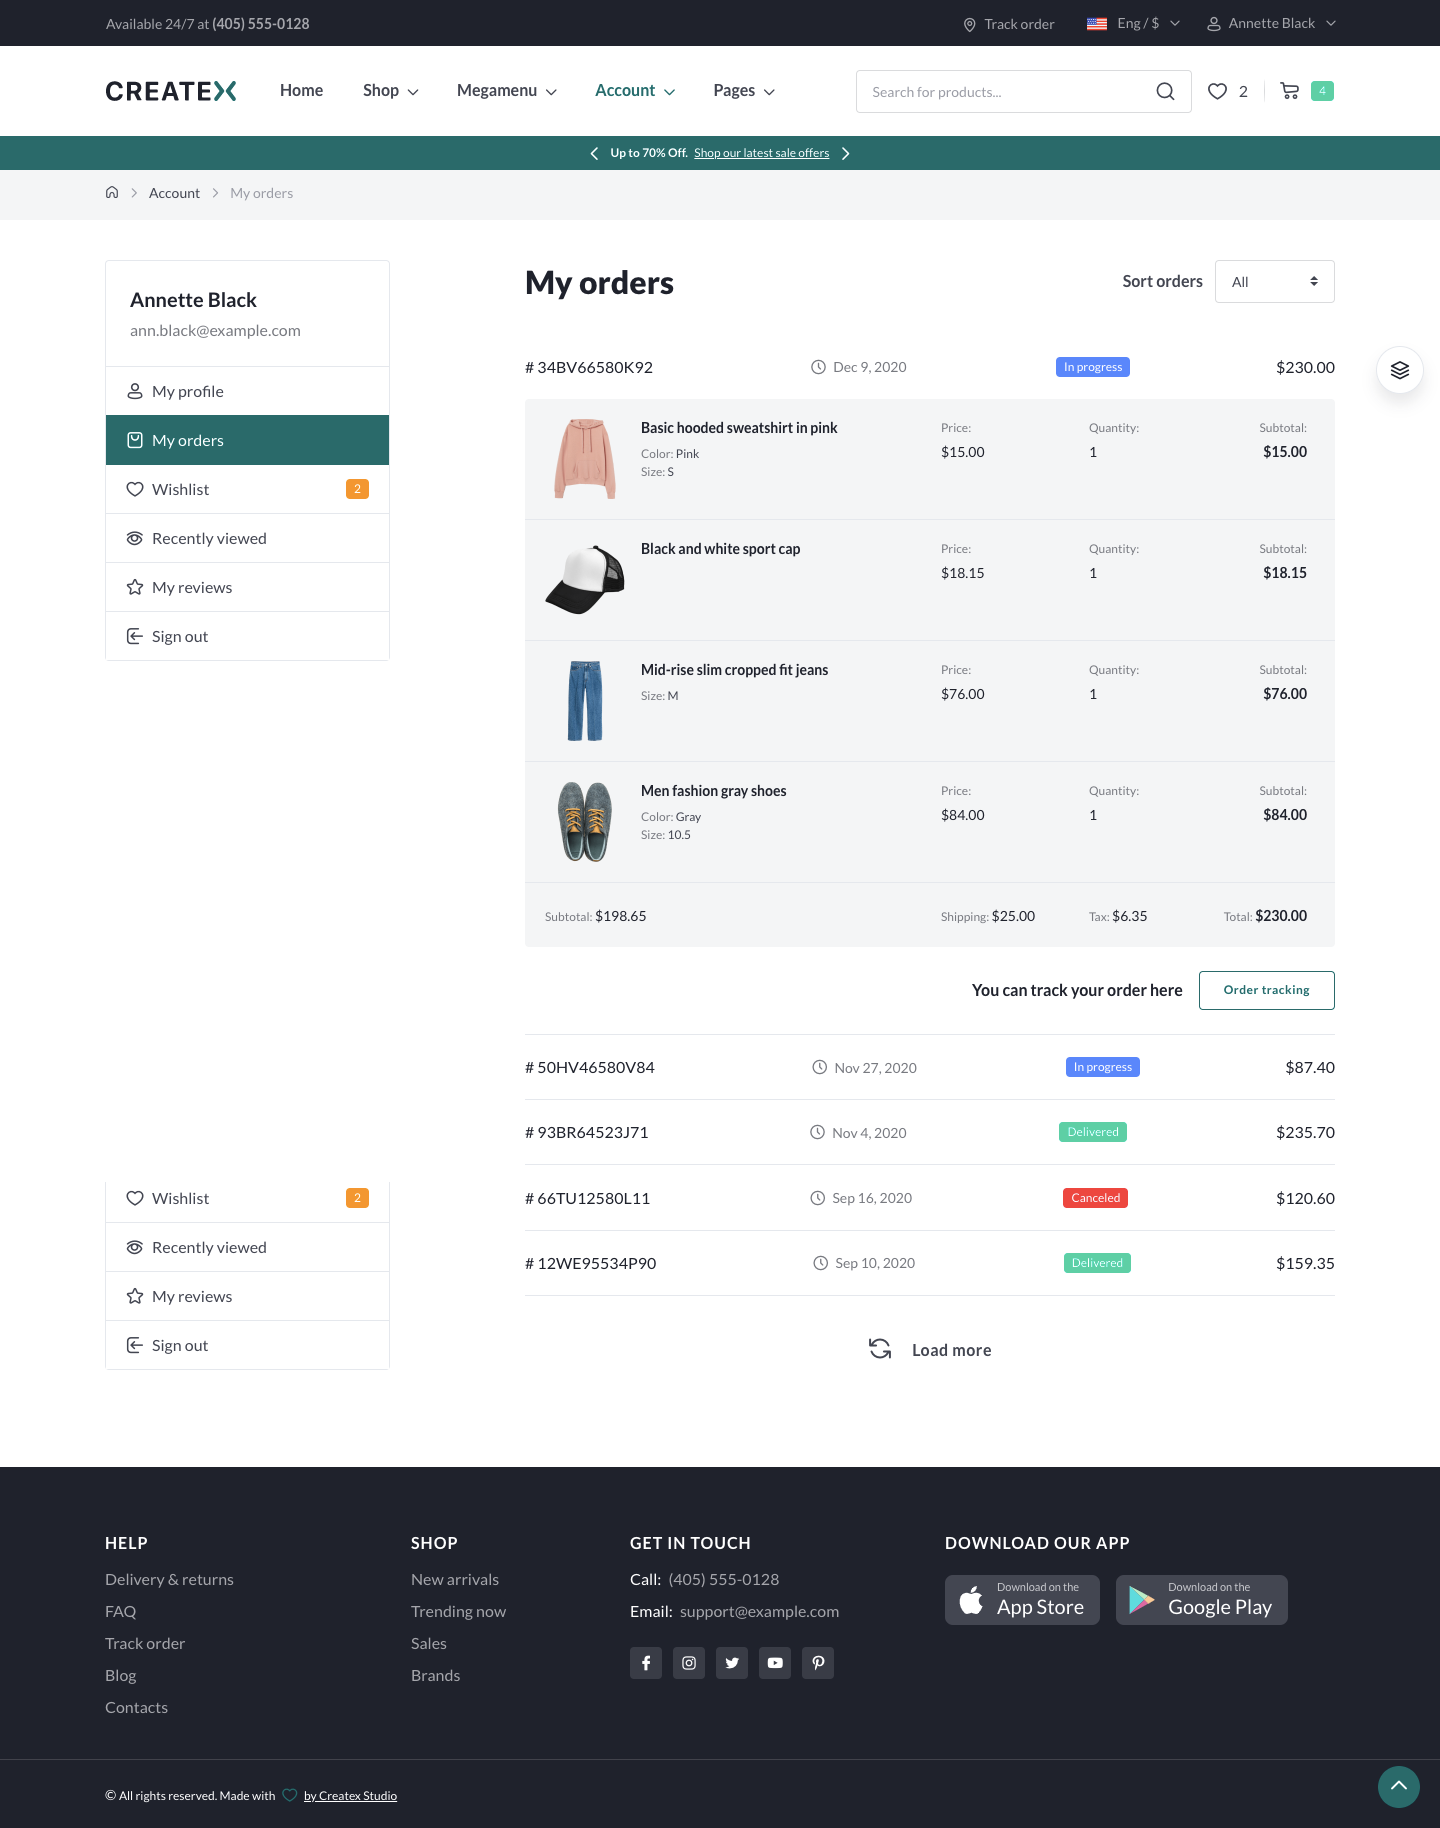 Available 24/7 at (405) 555-0128
Track order
Eng / $
Annette Black
CREATEX
Home
Shop
Megamenu
Account
Pages
Search for products...
2
4
Up to 70% Off. Shop our latest sale offers
Account
My orders
Annette Black
ann.black@example.com
My profile
My orders
Wishlist
2
Recently viewed
My reviews
Sign out
My orders
Sort orders
All
# 34BV66580K92
Dec 9, 2020
In progress
$230.00
Basic hooded sweatshirt in pink
Color: Pink
Size: S
Price:
$15.00
Quantity:
1
Subtotal:
$15.00
Black and white sport cap
Price:
$18.15
Quantity:
1
Subtotal:
$18.15
Mid-rise slim cropped fit jeans
Size: M
Price:
$76.00
Quantity:
1
Subtotal:
$76.00
Men fashion gray shoes
Color: Gray
Size: 10.5
Price:
$84.00
Quantity:
1
Subtotal:
$84.00
Subtotal: $198.65
Shipping: $25.00
Tax: $6.35
Total: $230.00
You can track your order here
Order tracking
# 50HV46580V84
Nov 27, 2020
In progress
$87.40
# 93BR64523J71
Nov 4, 2020
Delivered
$235.70
# 66TU12580L11
Sep 16, 2020
Canceled
$120.60
# 12WE95534P90
Sep 10, 2020
Delivered
$159.35
Load more
Wishlist
2
Recently viewed
My reviews
Sign out
HELP
Delivery & returns
FAQ
Track order
Blog
Contacts
SHOP
New arrivals
Trending now
Sales
Brands
GET IN TOUCH
Call: (405) 555-0128
Email: support@example.com
DOWNLOAD OUR APP
Download on the
App Store
Download on the
Google Play
© All rights reserved. Made with
by Createx Studio